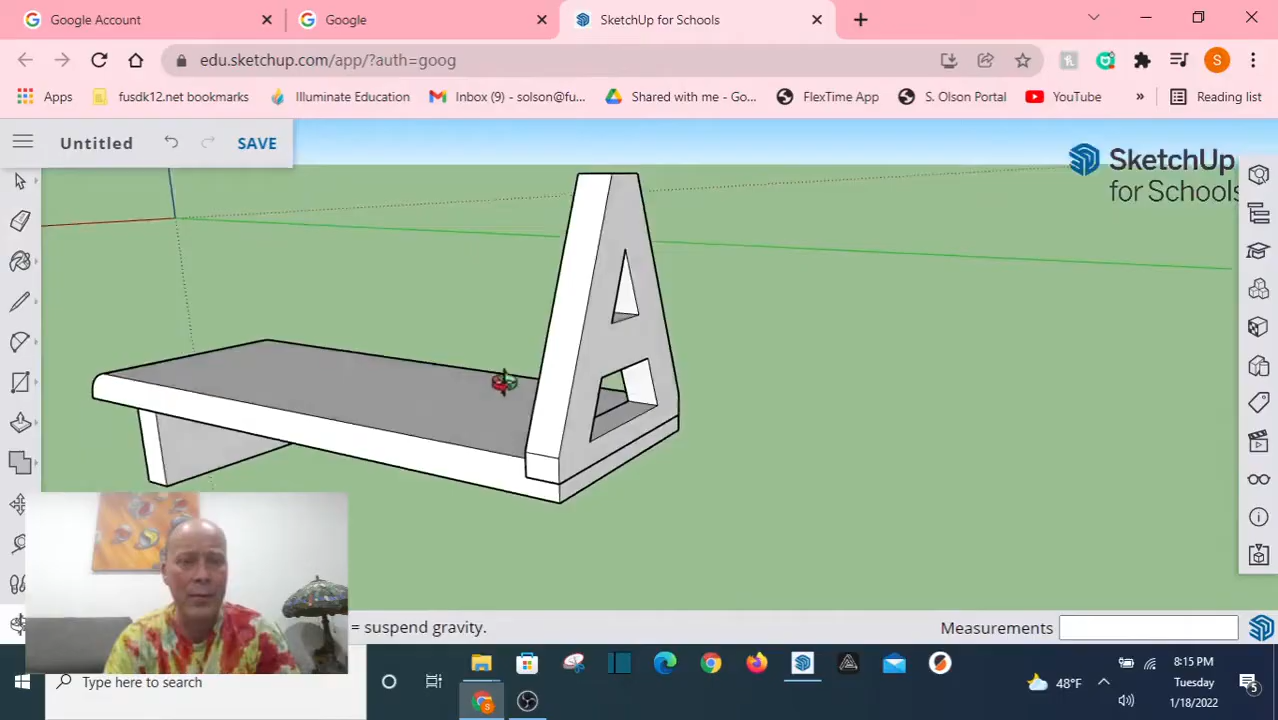 Google Account
Google
SketchUp for Schools
edu.sketchup.com/app/?auth=goog
S
Apps
fusdk12.net bookmarks
Illuminate Education
Inbox (9) - solson@fu...
Shared with me - Go...
FlexTime App
S. Olson Portal
YouTube
»
Reading list
Untitled
SAVE
SketchUp
for Schools
= suspend gravity.
Measurements
Type here to search
48°F
8:15 PM
Tuesday
1/18/2022
5